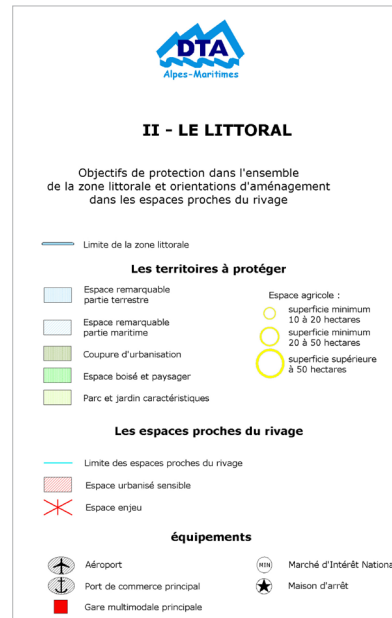 DTA
Alpes-Maritimes
II - LE LITTORAL
Objectifs de protection dans l'ensemble
de la zone littorale et orientations d'aménagement
dans les espaces proches du rivage
Limite de la zone littorale
Les territoires à protéger
Espace remarquable
partie terrestre
Espace remarquable
partie maritime
Coupure d'urbanisation
Espace boisé et paysager
Parc et jardin caractéristiques
Espace agricole :
superficie minimum
10 à 20 hectares
superficie minimum
20 à 50 hectares
superficie supérieure
à 50 hectares
Les espaces proches du rivage
Limite des espaces proches du rivage
Espace urbanisé sensible
Espace enjeu
équipements
Aéroport
Port de commerce principal
Gare multimodale principale
MIN
Marché d'Intérêt Nationa
Maison d'arrêt